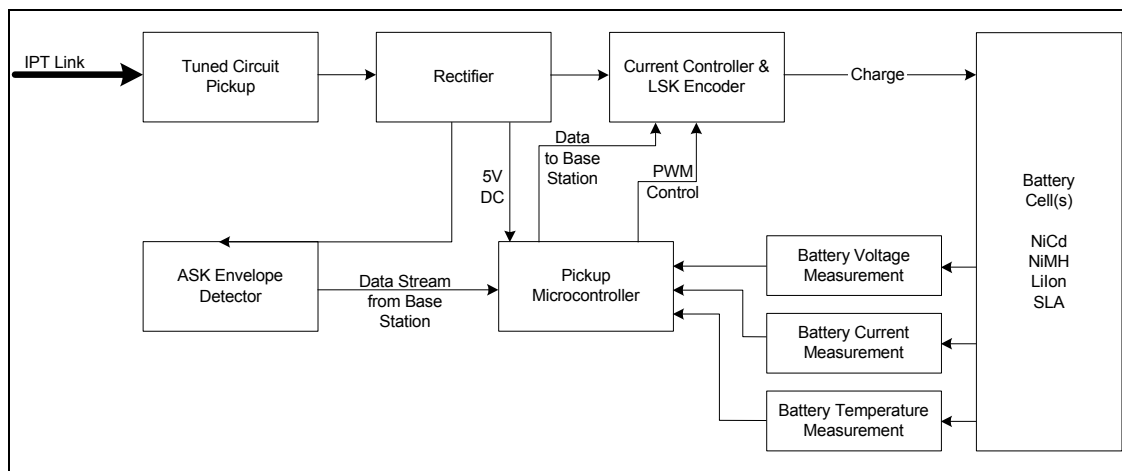 IPT Link
Tuned Circuit
Pickup
Rectifier
Current Controller &
LSK Encoder
Charge
Data
to Base
Station
PWM
Control
5V
DC
Battery
Cell(s)
NiCd
NiMH
LiIon
SLA
ASK Envelope
Detector
Data Stream
from Base
Station
Pickup
Microcontroller
Battery Voltage
Measurement
Battery Current
Measurement
Battery Temperature
Measurement